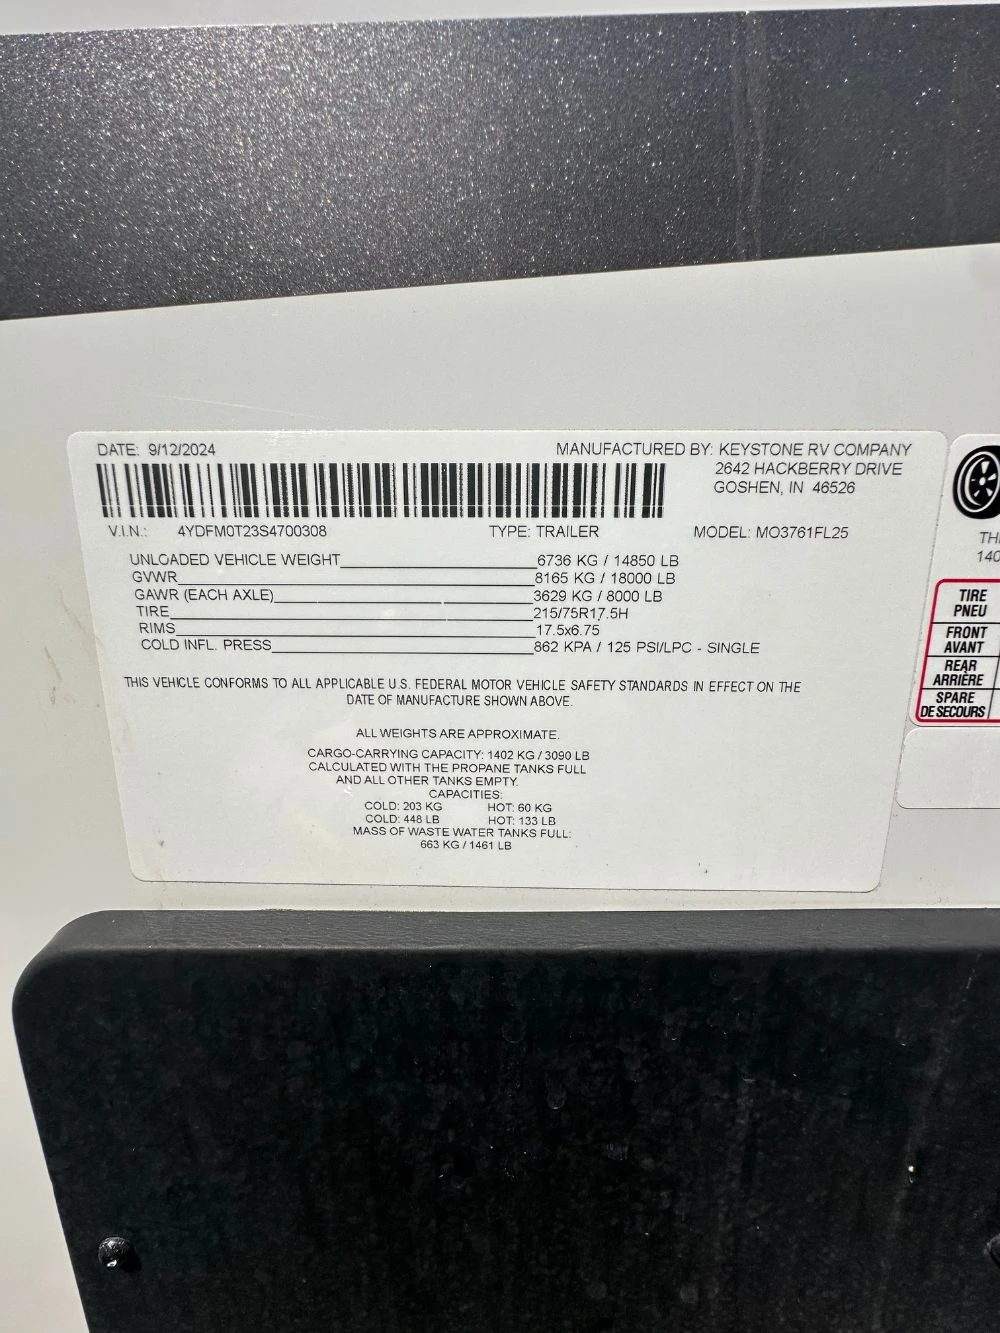 DATE: 9/12/2024
MANUFACTURED BY: KEYSTONE RV COMPANY
2642 HACKBERRY DRIVE
GOSHEN, IN 46526
V.I.N.: 4YDFM0T23S4700308 TYPE: TRAILER MODEL: MO3761FL25
UNLOADED VEHICLE WEIGHT 6736 KG / 14850 LB
GVWR 8165 KG / 18000 LB
GAWR (EACH AXLE) 3629 KG / 8000 LB
TIRE 215/75R17.5H
RIMS 17.5x6.75
COLD INFL. PRESS 862 KPA / 125 PSI/LPC - SINGLE
THIS VEHICLE CONFORMS TO ALL APPLICABLE U.S. FEDERAL MOTOR VEHICLE SAFETY STANDARDS IN EFFECT ON THE
DATE OF MANUFACTURE SHOWN ABOVE.
ALL WEIGHTS ARE APPROXIMATE.
CARGO-CARRYING CAPACITY: 1402 KG / 3090 LB
CALCULATED WITH THE PROPANE TANKS FULL
AND ALL OTHER TANKS EMPTY.
CAPACITIES:
COLD: 203 KG HOT: 60 KG
COLD: 448 LB HOT: 133 LB
MASS OF WASTE WATER TANKS FULL:
663 KG / 1461 LB
TIRE
PNEU
FRONT
AVANT
REAR
ARRIÈRE
SPARE
DE SECOURS